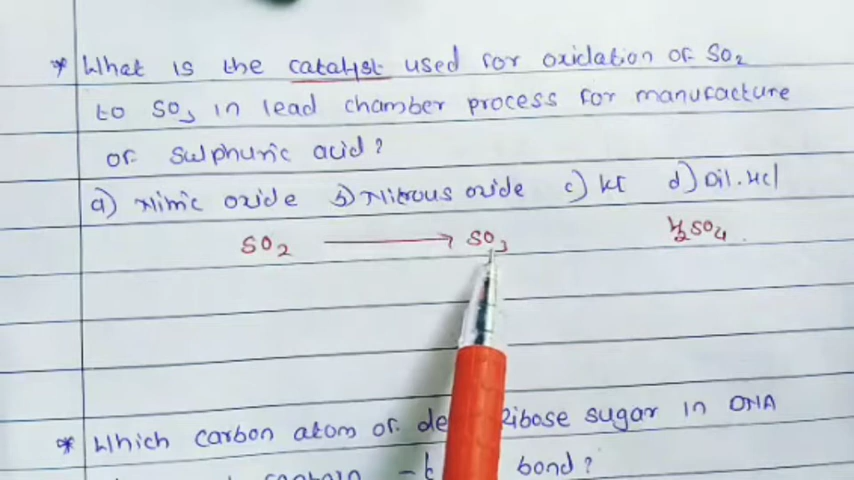 * What is the catalyst used for oxidation of SO₂
to SO₃ in lead chamber process for manufacture
of sulphuric acid?
a) Nitric oxide b) Nitrous oxide c) KI d) Dil. Hcl
SO₂ ⟶ SO₃ H₂SO₄
* Which carbon atom of de Ribose sugar in DNA
contain bond?